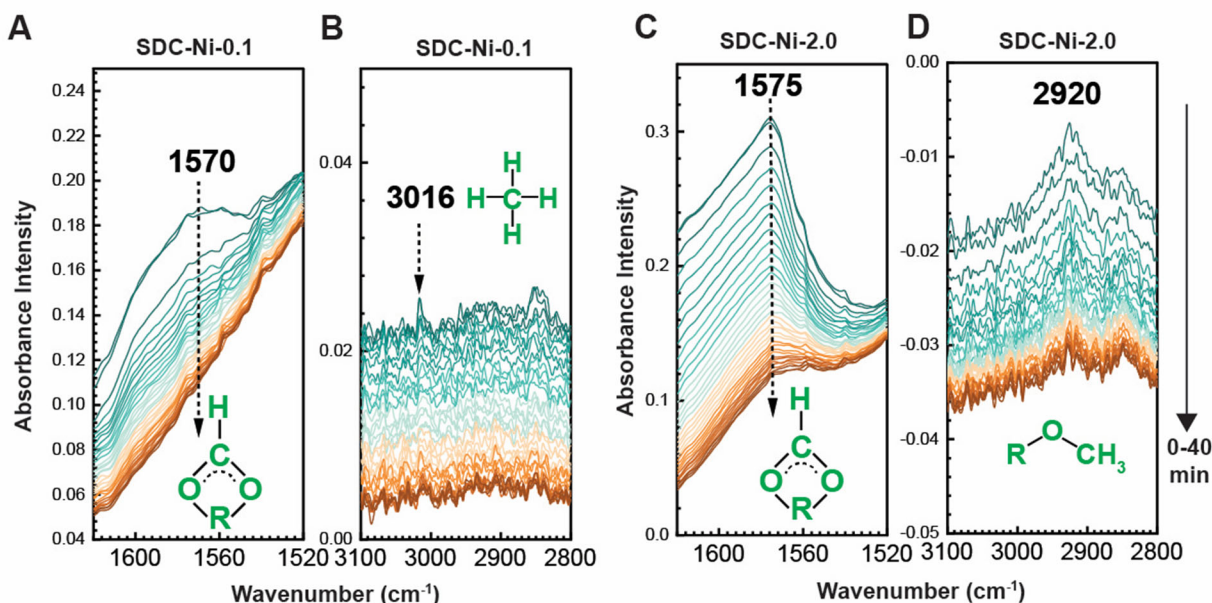 A
SDC-Ni-0.1
Absorbance Intensity
0.24
0.22
0.20
0.18
0.16
0.14
0.12
0.10
0.08
0.06
0.04
1570
H
C
O
O
R
1600
1560
1520
B
SDC-Ni-0.1
0.04
0.02
0.00
3016
H
H
C
H
H
3100
3000
2900
2800
Wavenumber (cm-1)
C
SDC-Ni-2.0
Absorbance Intensity
0.3
0.2
0.1
0.0
1575
H
C
O
O
R
1600
1560
1520
D
SDC-Ni-2.0
0.00
-0.01
-0.02
-0.03
-0.04
-0.05
2920
O
R
CH3
3100
3000
2900
2800
Wavenumber (cm-1)
0-40
min